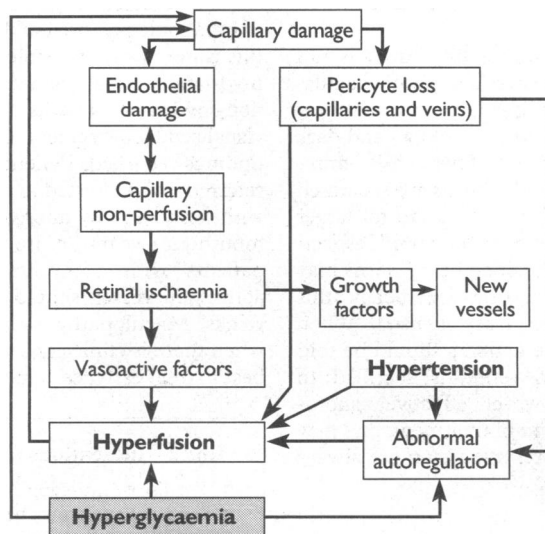 Capillary damage
Endothelial
damage
Pericyte loss
(capillaries and veins)
Capillary
non-perfusion
Retinal ischaemia
Growth
factors
New
vessels
Vasoactive factors
Hypertension
Hyperfusion
Abnormal
autoregulation
Hyperglycaemia